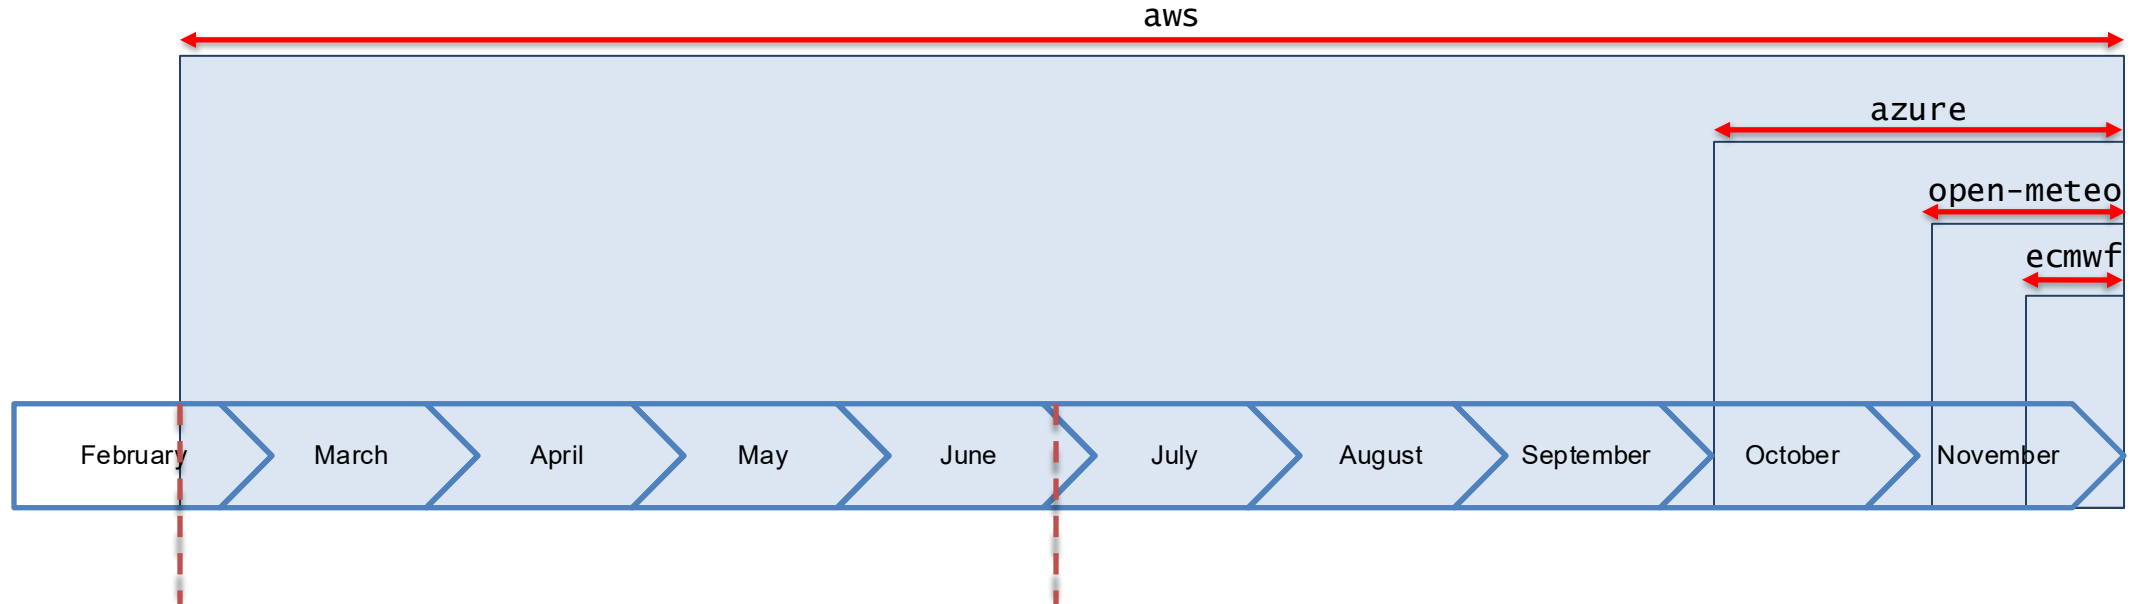 aws
azure
open-meteo
ecmwf
February March April May June July August September October November